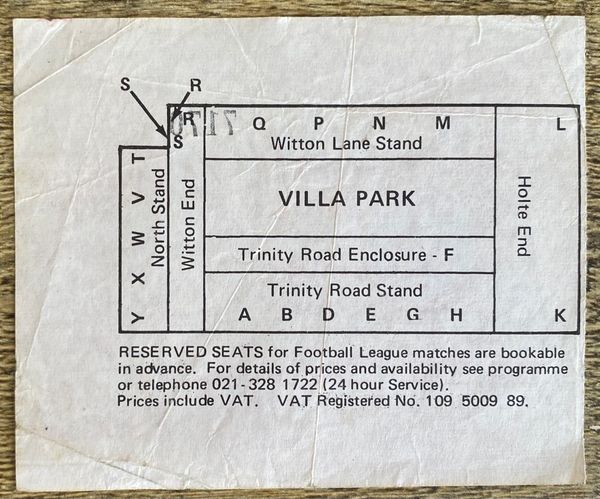 S R
R
S
Q P N M L
Witton Lane Stand
T
V
W
X
Y
North Stand
Witton End
VILLA PARK
Holte End
Trinity Road Enclosure - F
Trinity Road Stand
A B D E G H K
RESERVED SEATS for Football League matches are bookable
in advance. For details of prices and availability see programme
or telephone 021-328 1722 (24 hour Service).
Prices include VAT. VAT Registered No. 109 5009 89.